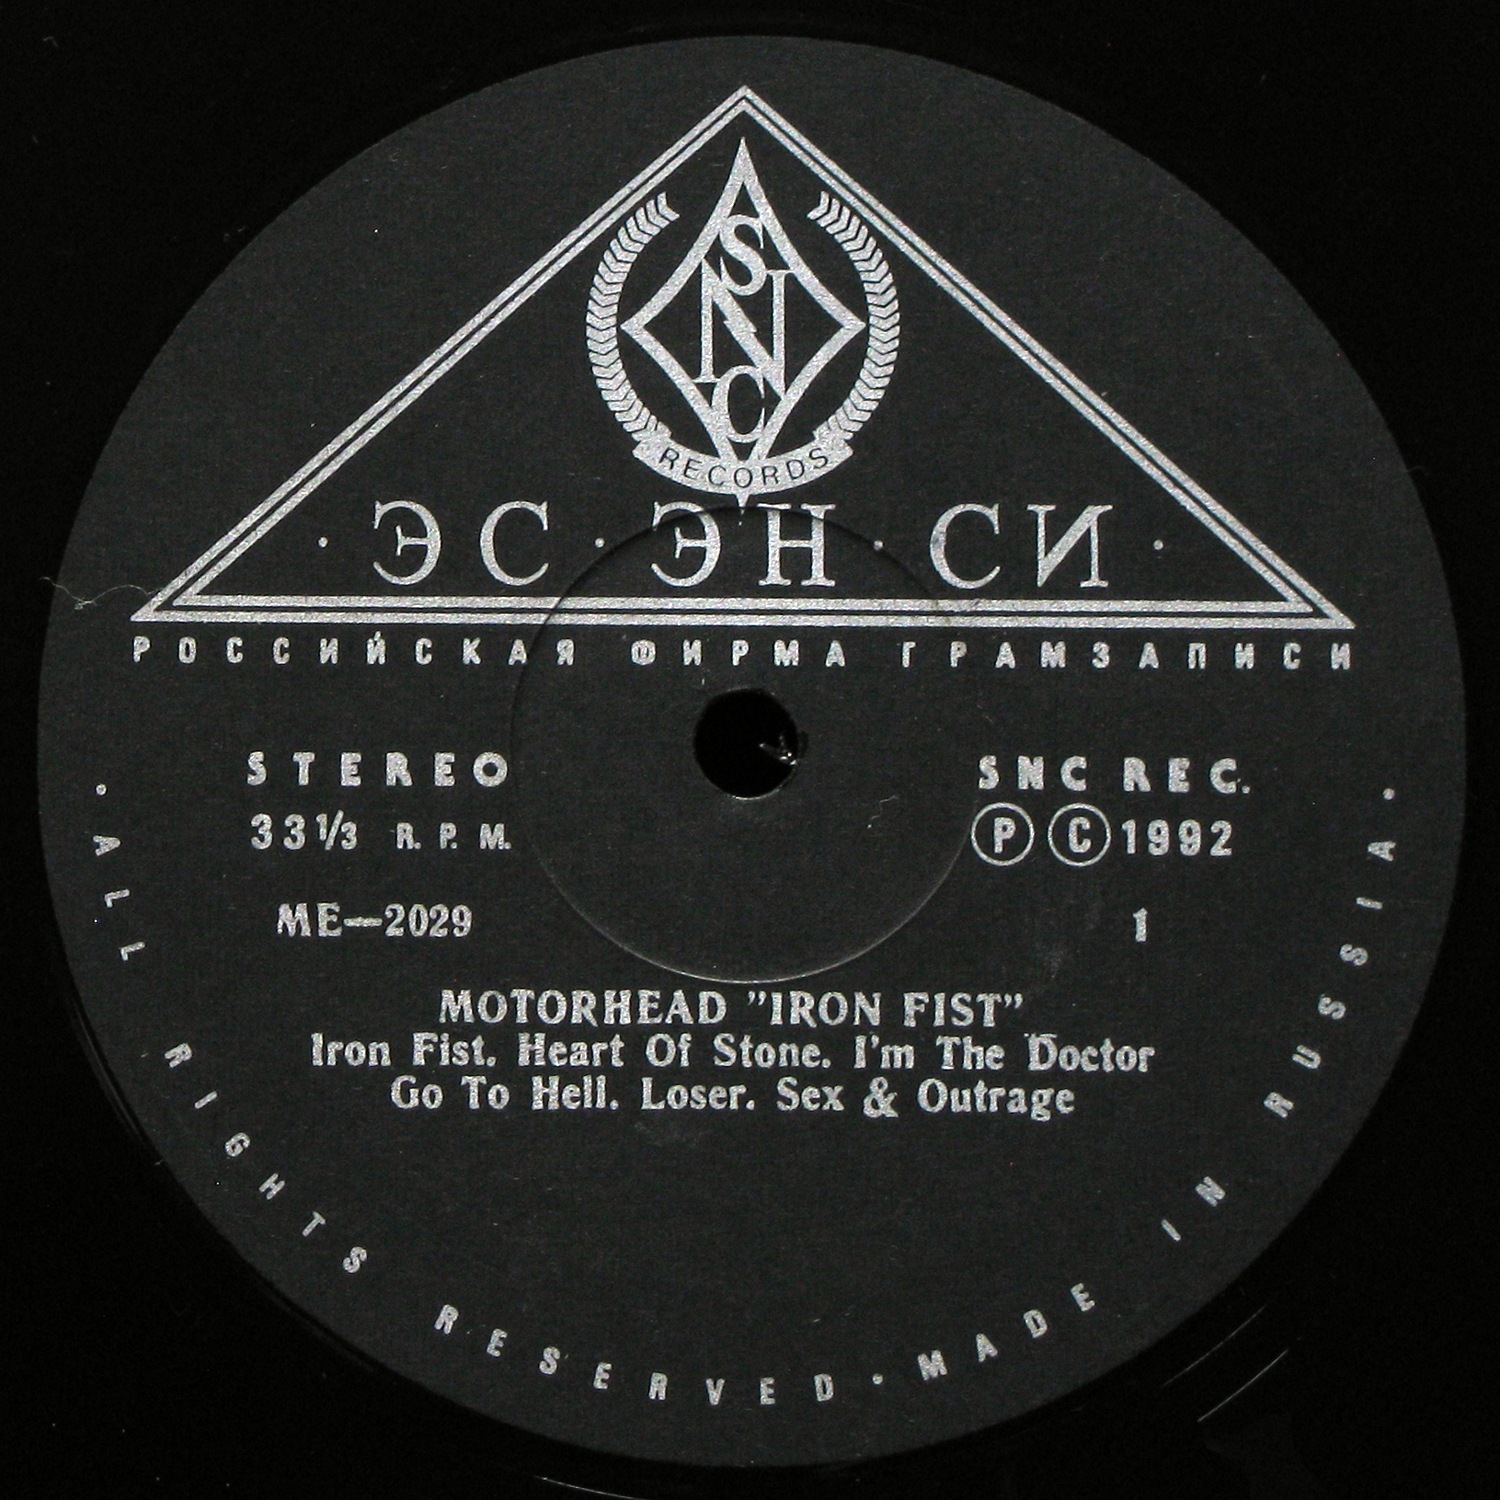 SNC
RECORDS
· ЭС · ЭН · СИ ·
РОССИЙСКАЯ ФИРМА ГРАМЗАПИСИ
STEREO
33 1/3 R. P. M.
SNC REC.
Ⓟ Ⓒ 1992
ME—2029
1
MOTORHEAD "IRON FIST"
Iron Fist. Heart Of Stone. I'm The Doctor
Go To Hell. Loser. Sex & Outrage
· ALL RIGHTS RESERVED · MADE IN RUSSIA ·